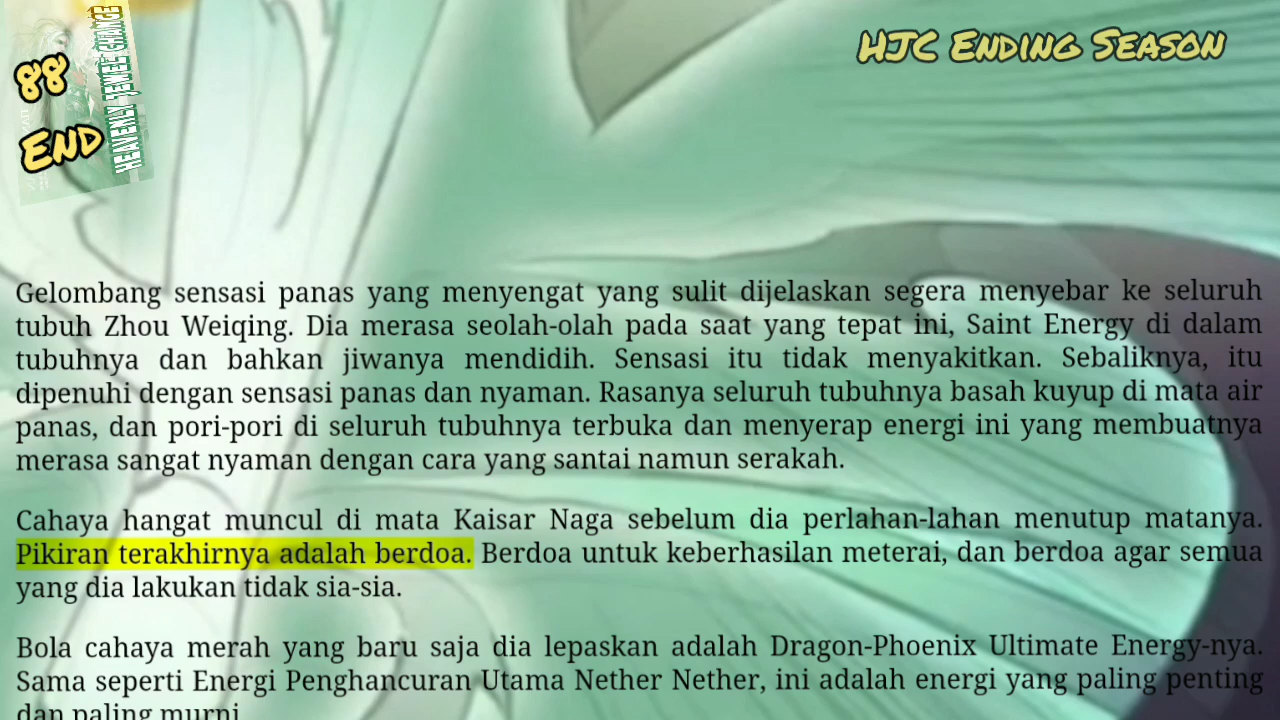 88
END
HEAVENLY JEWEL CHANGE
HJC Ending Season
Gelombang sensasi panas yang menyengat yang sulit dijelaskan segera menyebar ke seluruh
tubuh Zhou Weiqing. Dia merasa seolah-olah pada saat yang tepat ini, Saint Energy di dalam
tubuhnya dan bahkan jiwanya mendidih. Sensasi itu tidak menyakitkan. Sebaliknya, itu
dipenuhi dengan sensasi panas dan nyaman. Rasanya seluruh tubuhnya basah kuyup di mata air
panas, dan pori-pori di seluruh tubuhnya terbuka dan menyerap energi ini yang membuatnya
merasa sangat nyaman dengan cara yang santai namun serakah.
Cahaya hangat muncul di mata Kaisar Naga sebelum dia perlahan-lahan menutup matanya.
Pikiran terakhirnya adalah berdoa. Berdoa untuk keberhasilan meterai, dan berdoa agar semua
yang dia lakukan tidak sia-sia.
Bola cahaya merah yang baru saja dia lepaskan adalah Dragon-Phoenix Ultimate Energy-nya.
Sama seperti Energi Penghancuran Utama Nether Nether, ini adalah energi yang paling penting
dan paling murni